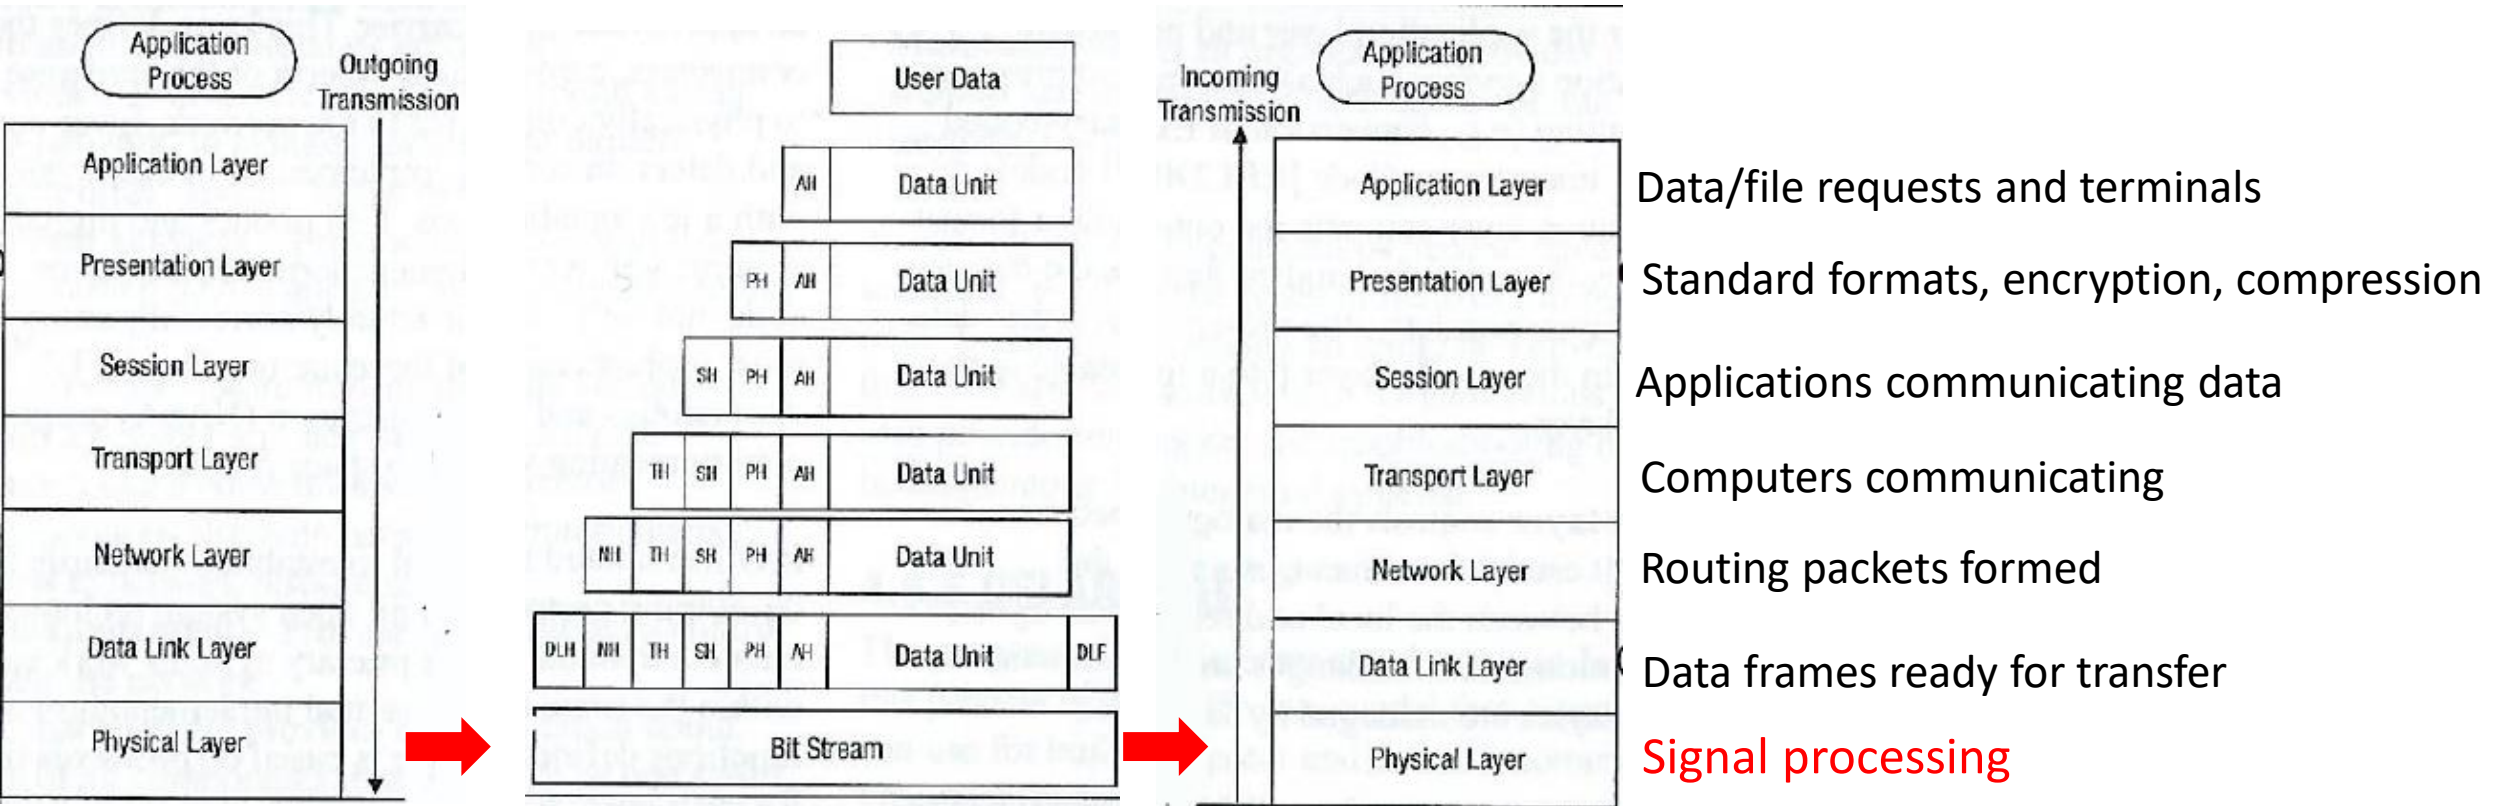 Application
Process
Outgoing
Transmission
Application Layer
Presentation Layer
Session Layer
Transport Layer
Network Layer
Data Link Layer
Physical Layer
User Data
AH Data Unit
PH AH Data Unit
SH PH AH Data Unit
TH SH PH AH Data Unit
NH TH SH PH AH Data Unit
DLH NH TH SH PH AH Data Unit DLF
Bit Stream
Incoming
Transmission
Application
Process
Application Layer
Presentation Layer
Session Layer
Transport Layer
Network Layer
Data Link Layer
Physical Layer
Data/file requests and terminals
Standard formats, encryption, compression
Applications communicating data
Computers communicating
Routing packets formed
Data frames ready for transfer
Signal processing